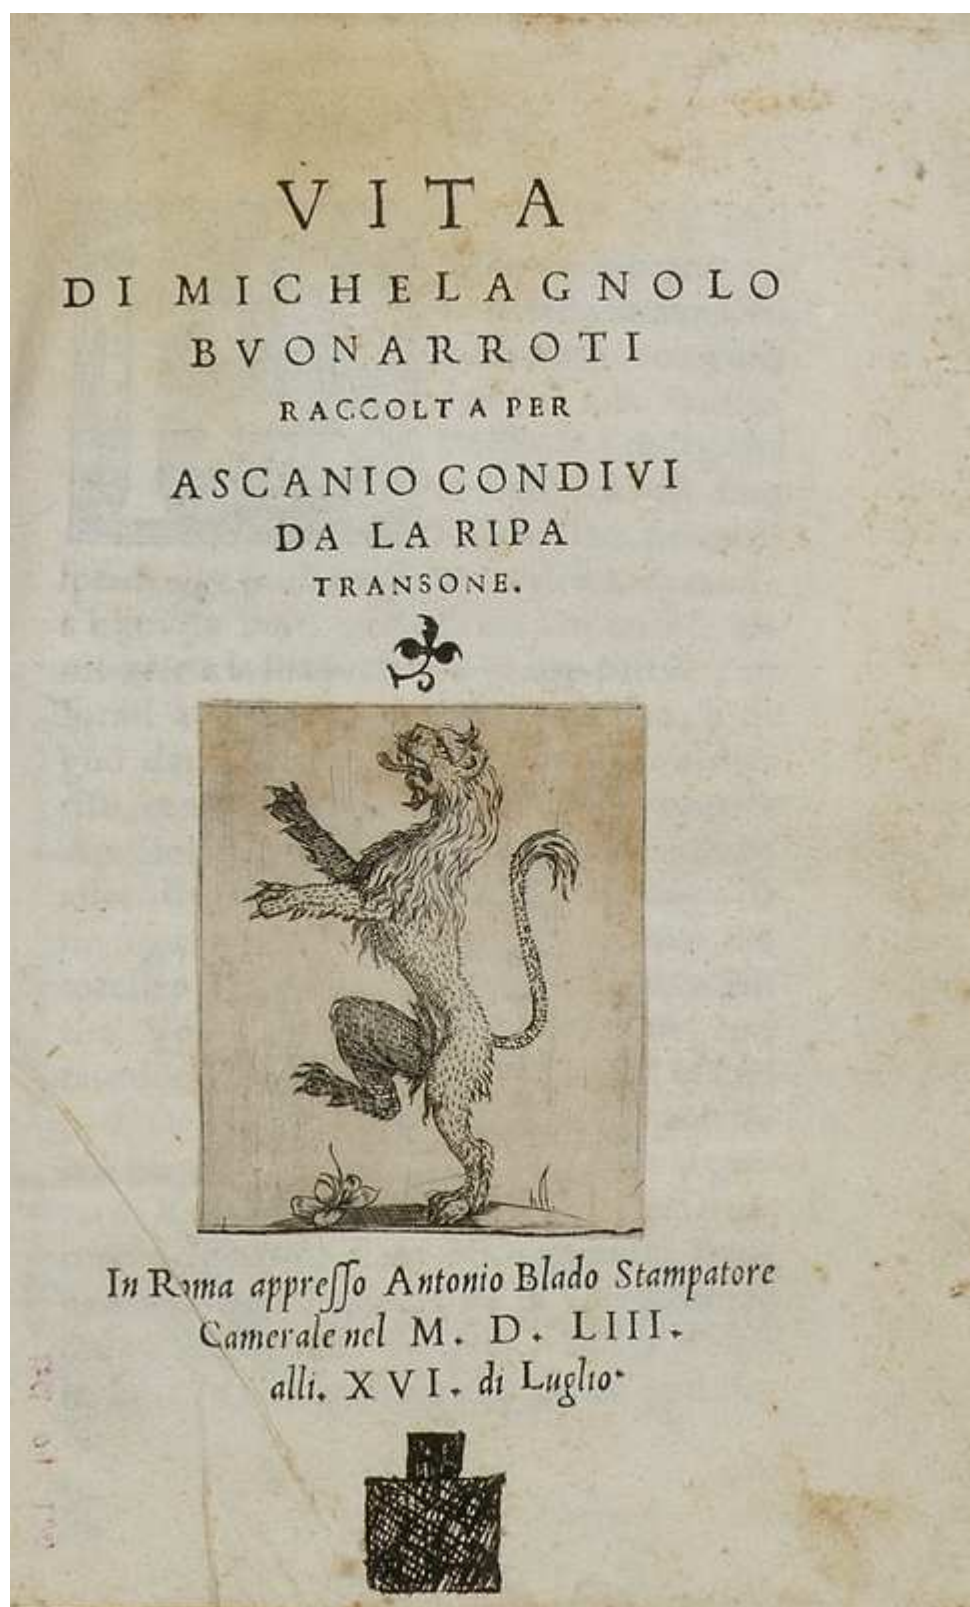 VITA
DI MICHELAGNOLO
BVONARROTI
RACCOLTA PER
ASCANIO CONDIVI
DA LA RIPA
TRANSONE.
In Roma appreſſo Antonio Blado Stampatore
Camerale nel M. D. LIII.
alli. XVI. di Luglio.